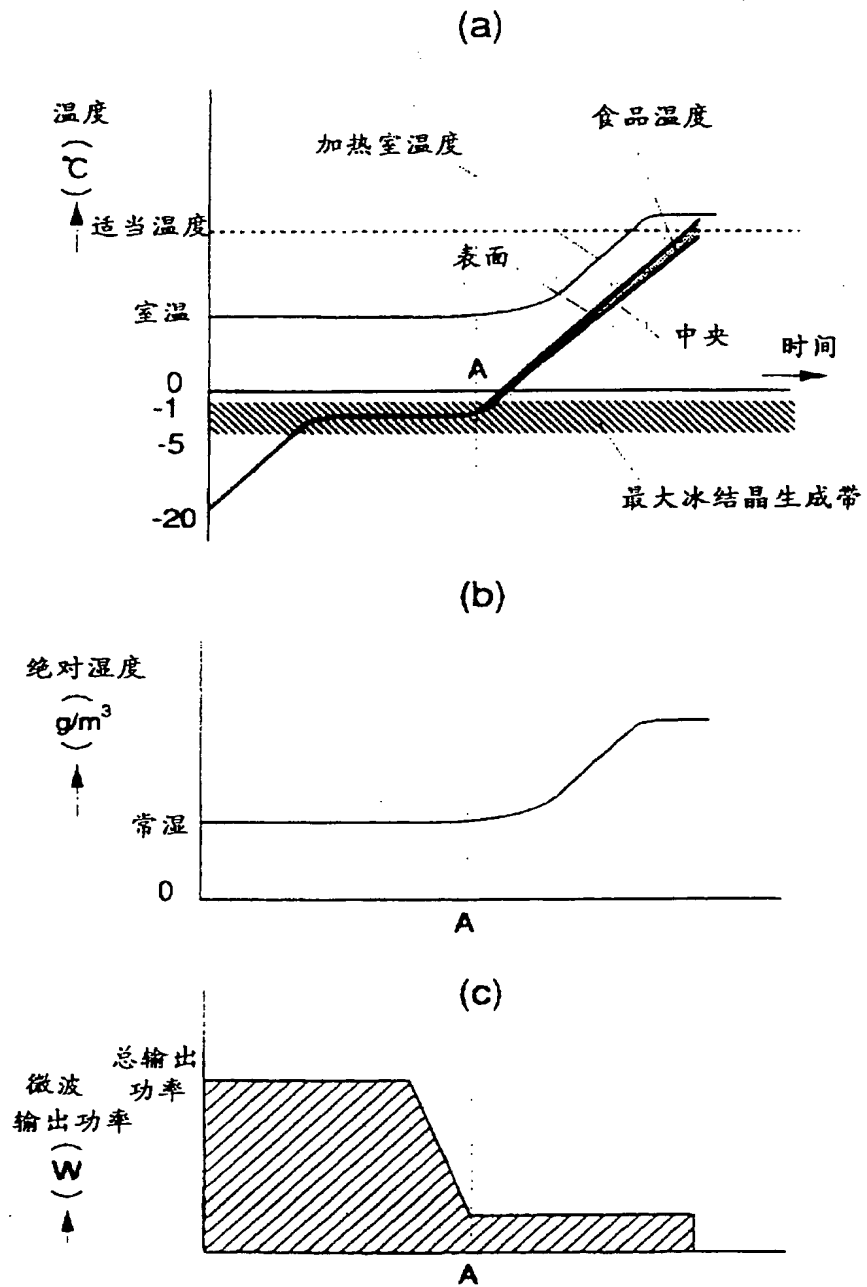 (a)
温度
(℃)
加热室温度
食品温度
适当温度
表面
室温
中央
A
时间
0
-1
-5
-20
最大冰结晶生成带
(b)
绝对湿度
(g/m³)
常湿
0
A
(c)
总输出
功率
微波
输出功率
(W)
A